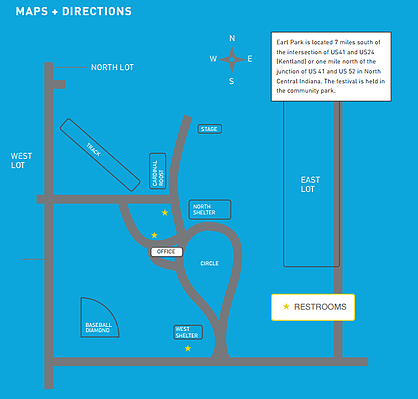 MAPS + DIRECTIONS
N
W E
S
Earl Park is located 7 miles south of
the intersection of US41 and US24
(Kentland) or one mile north of the
junction of US 41 and US 52 in North
Central Indiana. The festival is held in
the community park.
NORTH LOT
STAGE
TRACK
WEST
LOT
CARDINAL
ROOST
EAST
LOT
NORTH
SHELTER
OFFICE
CIRCLE
RESTROOMS
BASEBALL
DIAMOND
WEST
SHELTER